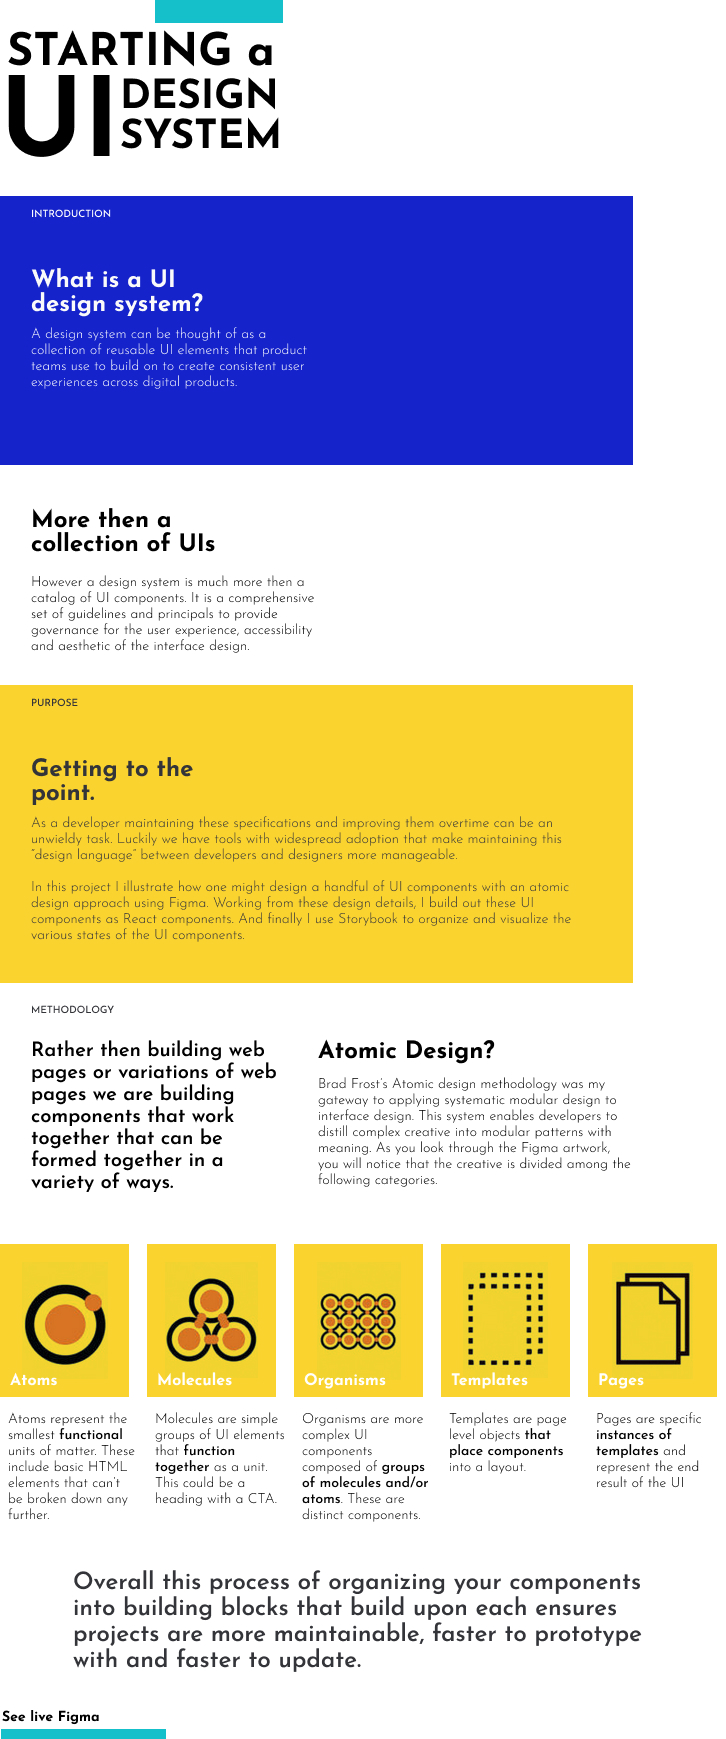 STARTING a
UI DESIGN
SYSTEM
INTRODUCTION
What is a UI
design system?
A design system can be thought of as a
collection of reusable UI elements that product
teams use to build on to create consistent user
experiences across digital products.
More then a
collection of UIs
However a design system is much more then a
catalog of UI components. It is a comprehensive
set of guidelines and principals to provide
governance for the user experience, accessibility
and aesthetic of the interface design.
PURPOSE
Getting to the
point.
As a developer maintaining these specifications and improving them overtime can be an
unwieldy task. Luckily we have tools with widespread adoption that make maintaining this
“design language” between developers and designers more manageable.
In this project I illustrate how one might design a handful of UI components with an atomic
design approach using Figma. Working from these design details, I build out these UI
components as React components. And finally I use Storybook to organize and visualize the
various states of the UI components.
METHODOLOGY
Rather then building web
pages or variations of web
pages we are building
components that work
together that can be
formed together in a
variety of ways.
Atomic Design?
Brad Frost’s Atomic design methodology was my
gateway to applying systematic modular design to
interface design. This system enables developers to
distill complex creative into modular patterns with
meaning. As you look through the Figma artwork,
you will notice that the creative is divided among the
following categories.
Atoms
Atoms represent the
smallest functional
units of matter. These
include basic HTML
elements that can’t
be broken down any
further.
Molecules
Molecules are simple
groups of UI elements
that function
together as a unit.
This could be a
heading with a CTA.
Organisms
Organisms are more
complex UI
components
composed of groups
of molecules and/or
atoms. These are
distinct components.
Templates
Templates are page
level objects that
place components
into a layout.
Pages
Pages are specific
instances of
templates and
represent the end
result of the UI
Overall this process of organizing your components
into building blocks that build upon each ensures
projects are more maintainable, faster to prototype
with and faster to update.
See live Figma